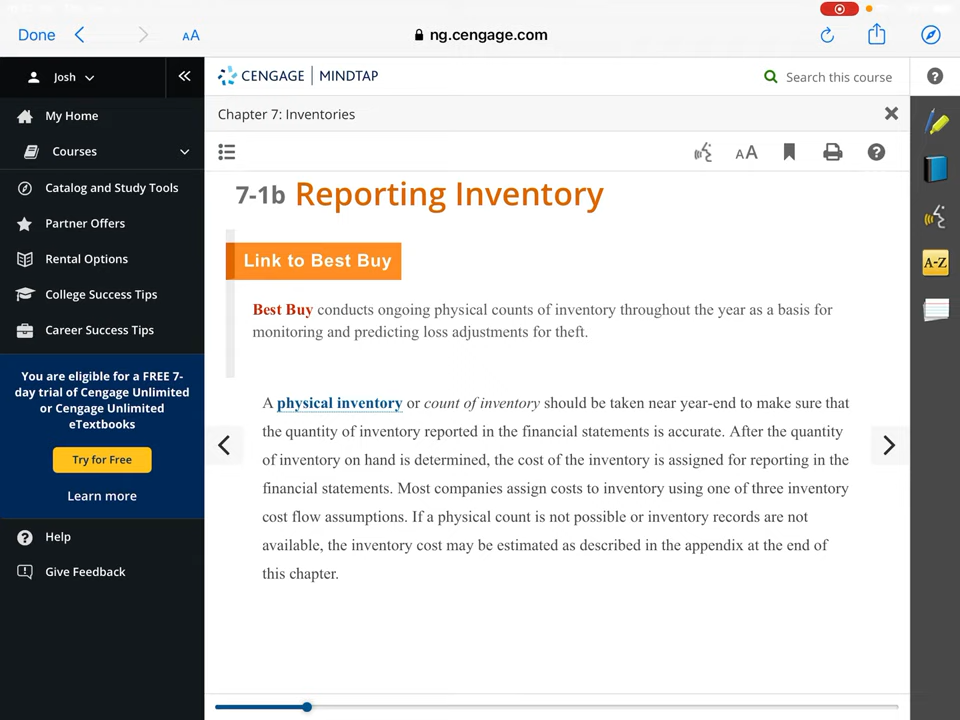 Done
AA
ng.cengage.com
Josh
CENGAGE | MINDTAP
Search this course
?
My Home
Chapter 7: Inventories
Courses
AA
?
Catalog and Study Tools
Partner Offers
Rental Options
College Success Tips
Career Success Tips
You are eligible for a FREE 7-
day trial of Cengage Unlimited
or Cengage Unlimited
eTextbooks
Try for Free
Learn more
Help
Give Feedback
7-1b Reporting Inventory
Link to Best Buy
Best Buy conducts ongoing physical counts of inventory throughout the year as a basis for
monitoring and predicting loss adjustments for theft.
A physical inventory or count of inventory should be taken near year-end to make sure that
the quantity of inventory reported in the financial statements is accurate. After the quantity
of inventory on hand is determined, the cost of the inventory is assigned for reporting in the
financial statements. Most companies assign costs to inventory using one of three inventory
cost flow assumptions. If a physical count is not possible or inventory records are not
available, the inventory cost may be estimated as described in the appendix at the end of
this chapter.
A-Z